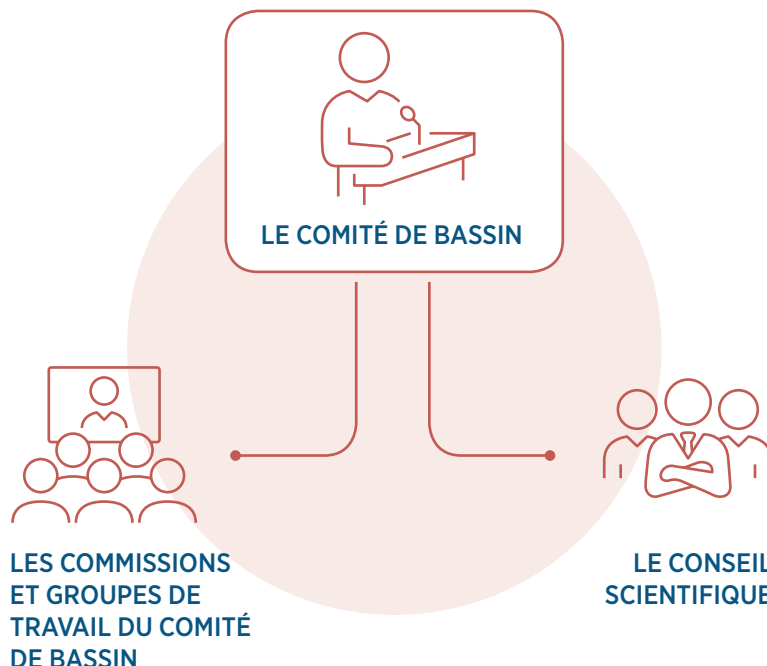 LE COMITÉ DE BASSIN
LES COMMISSIONS
ET GROUPES DE
TRAVAIL DU COMITÉ
DE BASSIN
LE CONSEIL
SCIENTIFIQUE